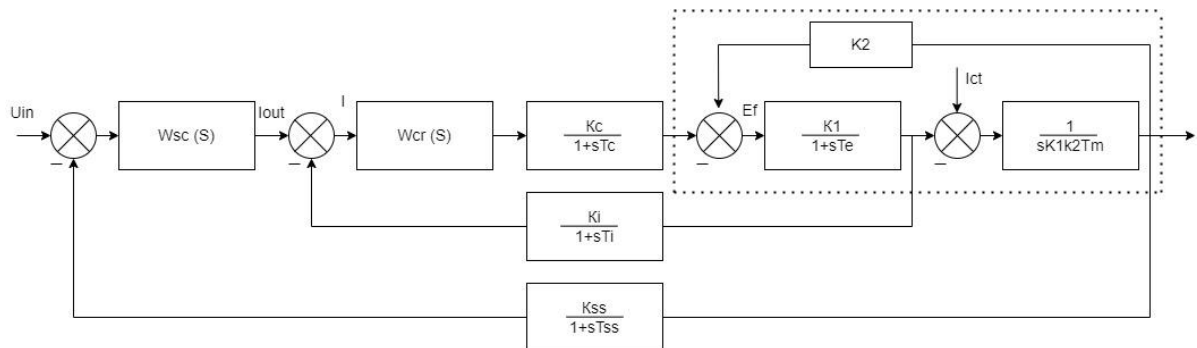 K2
Ict
Uin
Wsc (S)
Iout
I
Wcr (S)
Kc
1+sTc
Ef
K1
1+sTe
1
sK1k2Tm
Ki
1+sTi
Kss
1+sTss